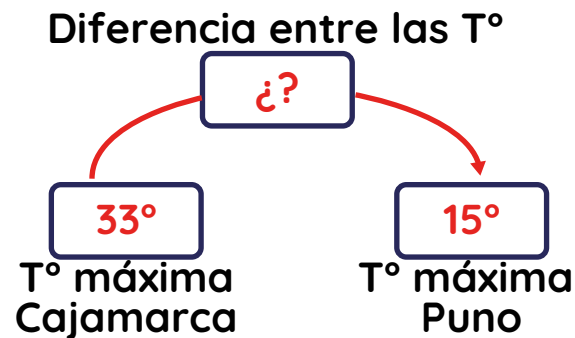 Diferencia entre las T°
¿?
33°
15°
T° máxima
Cajamarca
T° máxima
Puno